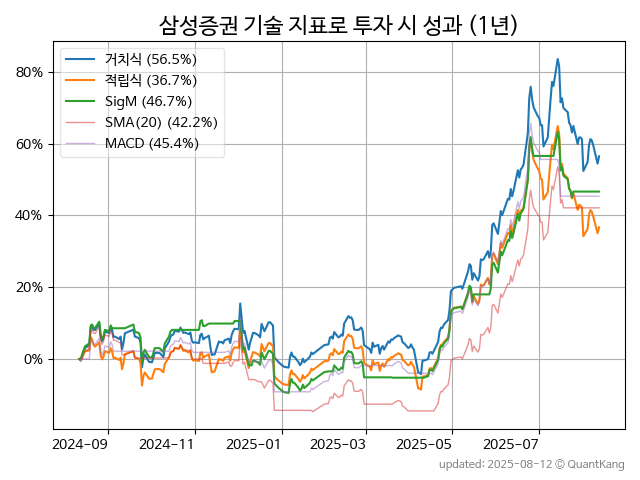 삼성증권 기술 지표로 투자 시 성과 (1년)
거치식 (56.5%)
적립식 (36.7%)
SigM (46.7%)
SMA(20) (42.2%)
MACD (45.4%)
80%
60%
40%
20%
0%
2024-09 2024-11 2025-01 2025-03 2025-05 2025-07
updated: 2025-08-12 © QuantKang